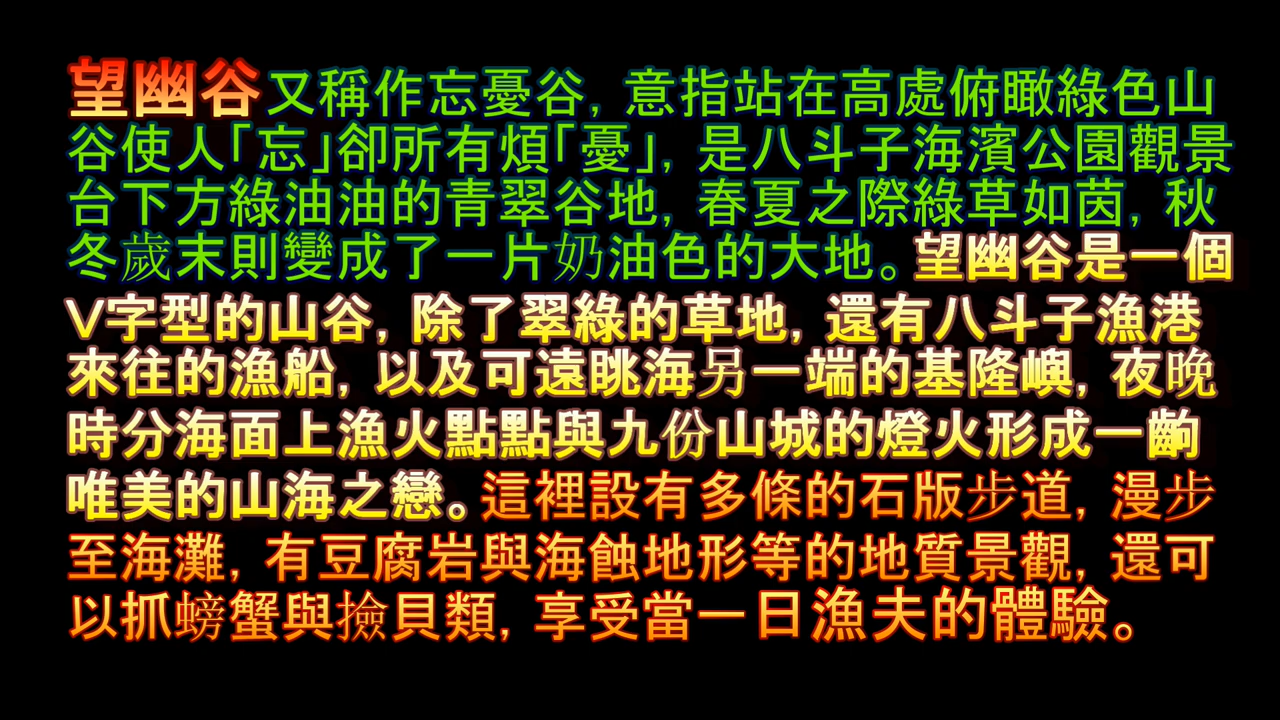 望幽谷又稱作忘憂谷, 意指站在高處俯瞰綠色山
谷使人「忘」卻所有煩「憂」, 是八斗子海濱公園觀景
台下方綠油油的青翠谷地, 春夏之際綠草如茵, 秋
冬歲末則變成了一片奶油色的大地。望幽谷是一個
V字型的山谷, 除了翠綠的草地, 還有八斗子漁港
來往的漁船, 以及可遠眺海另一端的基隆嶼, 夜晚
時分海面上漁火點點與九份山城的燈火形成一齣
唯美的山海之戀。這裡設有多條的石版步道, 漫步
至海灘, 有豆腐岩與海蝕地形等的地質景觀, 還可
以抓螃蟹與撿貝類, 享受當一日漁夫的體驗。